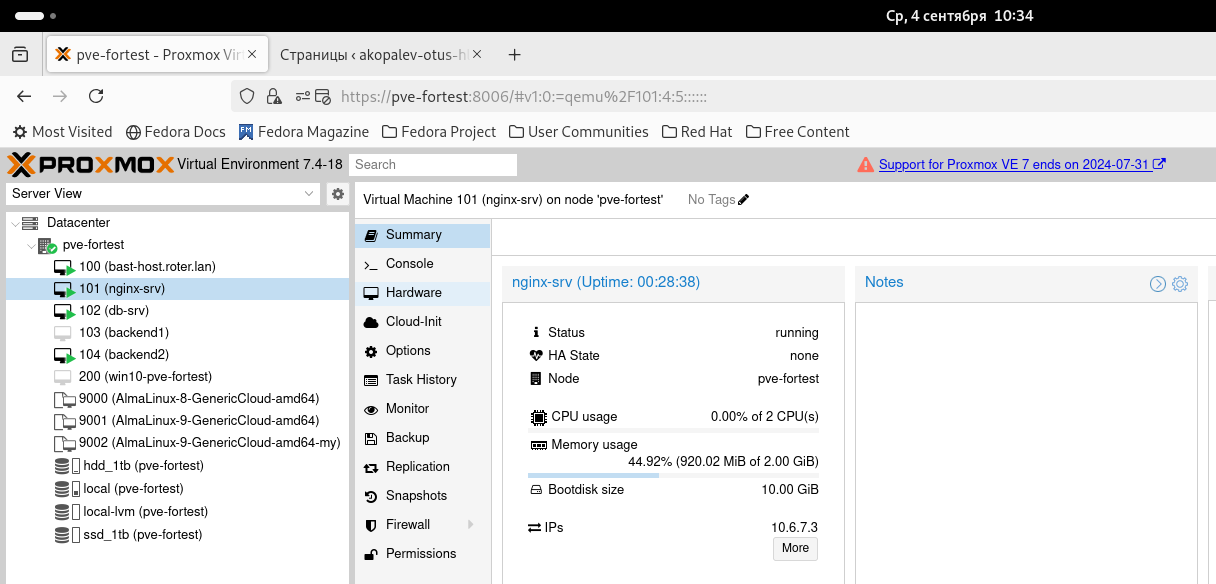 Ср, 4 сентября 10:34
pve-fortest - Proxmox Vir
Страницы ‹ akopalev-otus-h
https://pve-fortest:8006/#v1:0:=qemu%2F101:4:5::::::
Most Visited Fedora Docs Fedora Magazine Fedora Project User Communities Red Hat Free Content
PROXMOX Virtual Environment 7.4-18 Search Support for Proxmox VE 7 ends on 2024-07-31
Server View
Datacenter
pve-fortest
100 (bast-host.roter.lan)
101 (nginx-srv)
102 (db-srv)
103 (backend1)
104 (backend2)
200 (win10-pve-fortest)
9000 (AlmaLinux-8-GenericCloud-amd64)
9001 (AlmaLinux-9-GenericCloud-amd64)
9002 (AlmaLinux-9-GenericCloud-amd64-my)
hdd_1tb (pve-fortest)
local (pve-fortest)
local-lvm (pve-fortest)
ssd_1tb (pve-fortest)
Virtual Machine 101 (nginx-srv) on node 'pve-fortest' No Tags
Summary
Console
Hardware
Cloud-Init
Options
Task History
Monitor
Backup
Replication
Snapshots
Firewall
Permissions
nginx-srv (Uptime: 00:28:38)
Status running
HA State none
Node pve-fortest
CPU usage 0.00% of 2 CPU(s)
Memory usage
44.92% (920.02 MiB of 2.00 GiB)
Bootdisk size 10.00 GiB
IPs 10.6.7.3
More
Notes